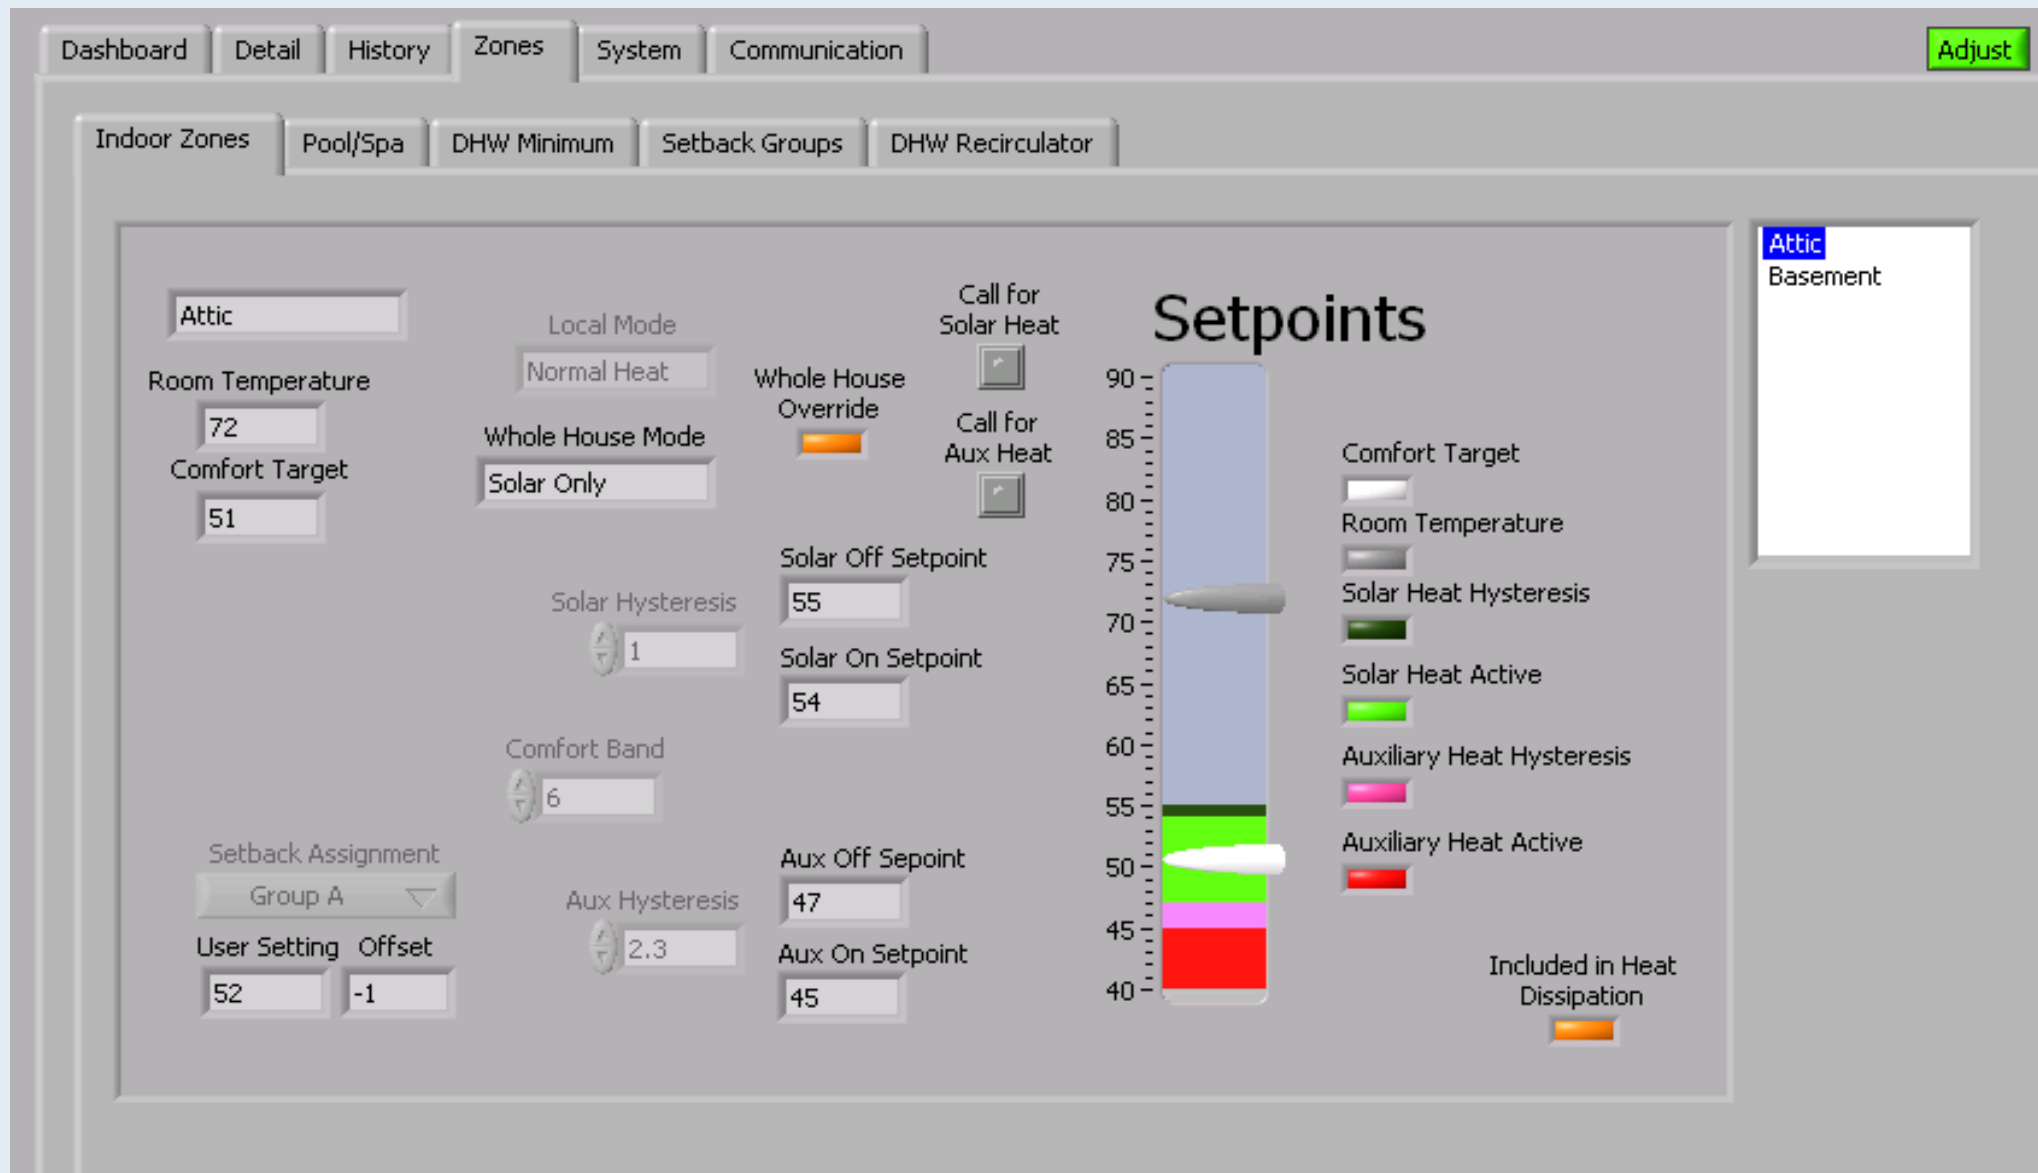 Dashboard
Detail
History
Zones
System
Communication
Adjust
Indoor Zones
Pool/Spa
DHW Minimum
Setback Groups
DHW Recirculator
Attic
Room Temperature
72
Comfort Target
51
Local Mode
Normal Heat
Whole House Mode
Solar Only
Whole House
Override
Call for
Solar Heat
Call for
Aux Heat
Solar Hysteresis
1
Solar Off Setpoint
55
Solar On Setpoint
54
Comfort Band
6
Setback Assignment
Group A
User Setting
52
Offset
-1
Aux Hysteresis
2.3
Aux Off Sepoint
47
Aux On Setpoint
45
Setpoints
90
85
80
75
70
65
60
55
50
45
40
Comfort Target
Room Temperature
Solar Heat Hysteresis
Solar Heat Active
Auxiliary Heat Hysteresis
Auxiliary Heat Active
Included in Heat
Dissipation
Attic
Basement